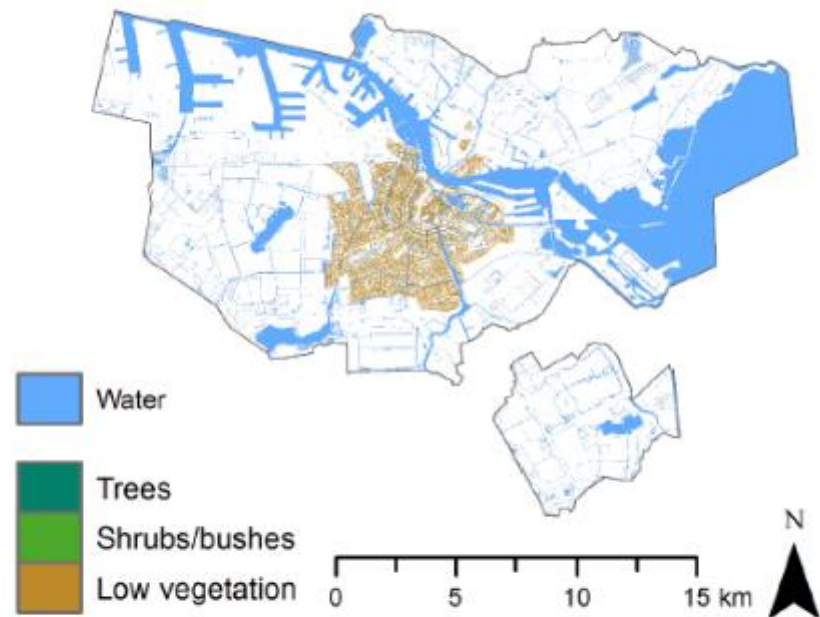 Water
Trees
Shrubs/bushes
Low vegetation
0 5 10 15 km
N